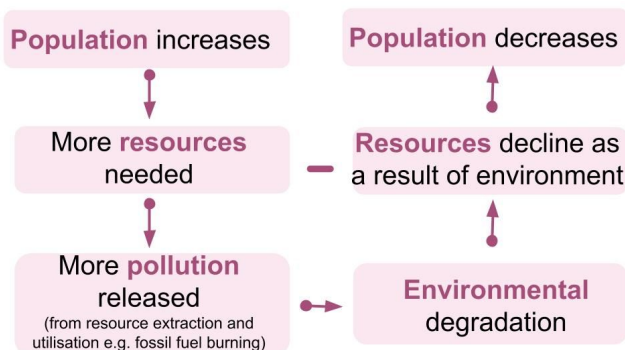 Population increases
More resources
needed
More pollution
released
(from resource extraction and
utilisation e.g. fossil fuel burning)
Environmental
degradation
Resources decline as
a result of environment
Population decreases